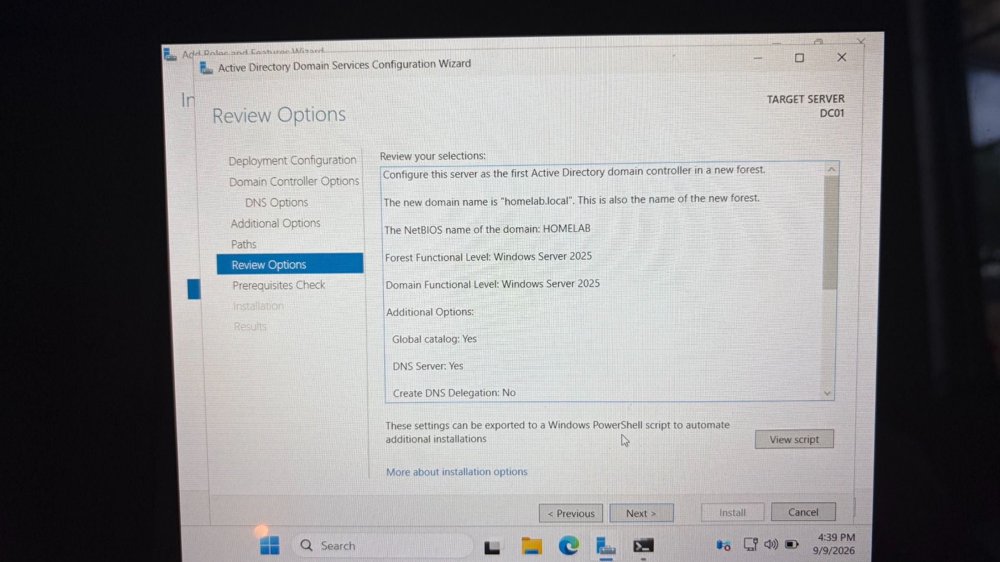 Add Roles and Features Wizard
Active Directory Domain Services Configuration Wizard
In
Review Options
TARGET SERVER
DC01
Deployment Configuration
Domain Controller Options
DNS Options
Additional Options
Paths
Review Options
Prerequisites Check
Installation
Results
Review your selections:
Configure this server as the first Active Directory domain controller in a new forest.
The new domain name is "homelab.local". This is also the name of the new forest.
The NetBIOS name of the domain: HOMELAB
Forest Functional Level: Windows Server 2025
Domain Functional Level: Windows Server 2025
Additional Options:
Global catalog: Yes
DNS Server: Yes
Create DNS Delegation: No
These settings can be exported to a Windows PowerShell script to automate
additional installations
View script
More about installation options
< Previous
Next >
Install
Cancel
Search
4:39 PM
9/9/2026